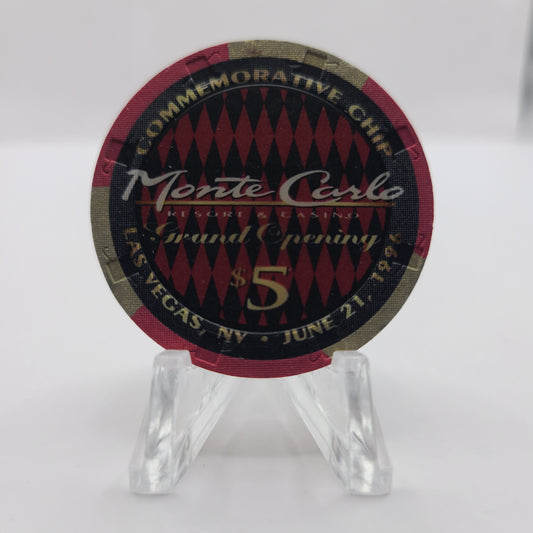 COMMEMORATIVE CHIP
Monte Carlo
RESORT & CASINO
Grand Opening
$5
LAS VEGAS, NV • JUNE 21, 1996